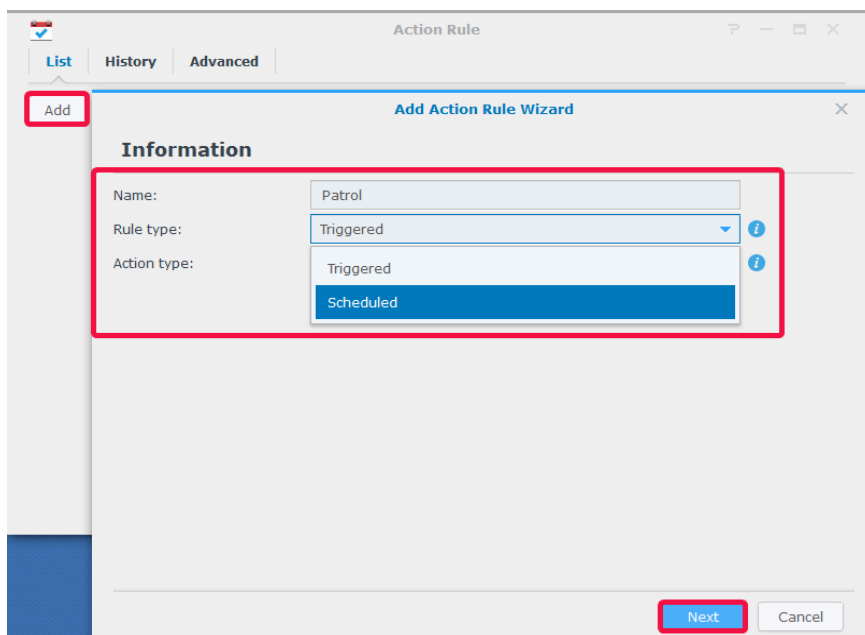 Action Rule
List History Advanced
Add
Add Action Rule Wizard
Information
Name: Patrol
Rule type: Triggered
Action type:
Triggered
Scheduled
Next Cancel